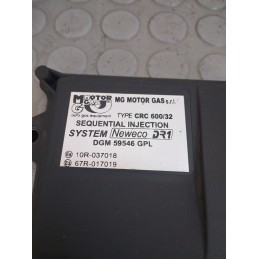 MOTOR
MG
auto gas equipment
MG MOTOR GAS s.r.l.
TYPE CRC 600/32
SEQUENTIAL INJECTION
SYSTEM Neweco DR1
DGM 59546 GPL
10R-037018
67R-017019